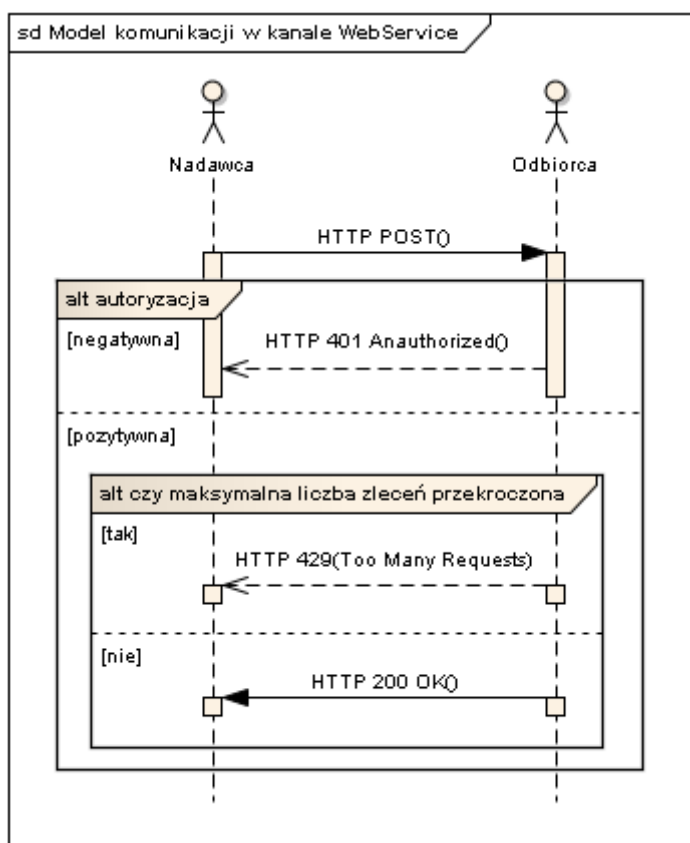 sd Model komunikacji w kanale WebService
Nadawca
Odbiorca
HTTP POST()
alt autoryzacja
[negatywna]
HTTP 401 Anauthorized()
[pozytywna]
alt czy maksymalna liczba zleceń przekroczona
[tak]
HTTP 429(Too Many Requests)
[nie]
HTTP 200 OK()